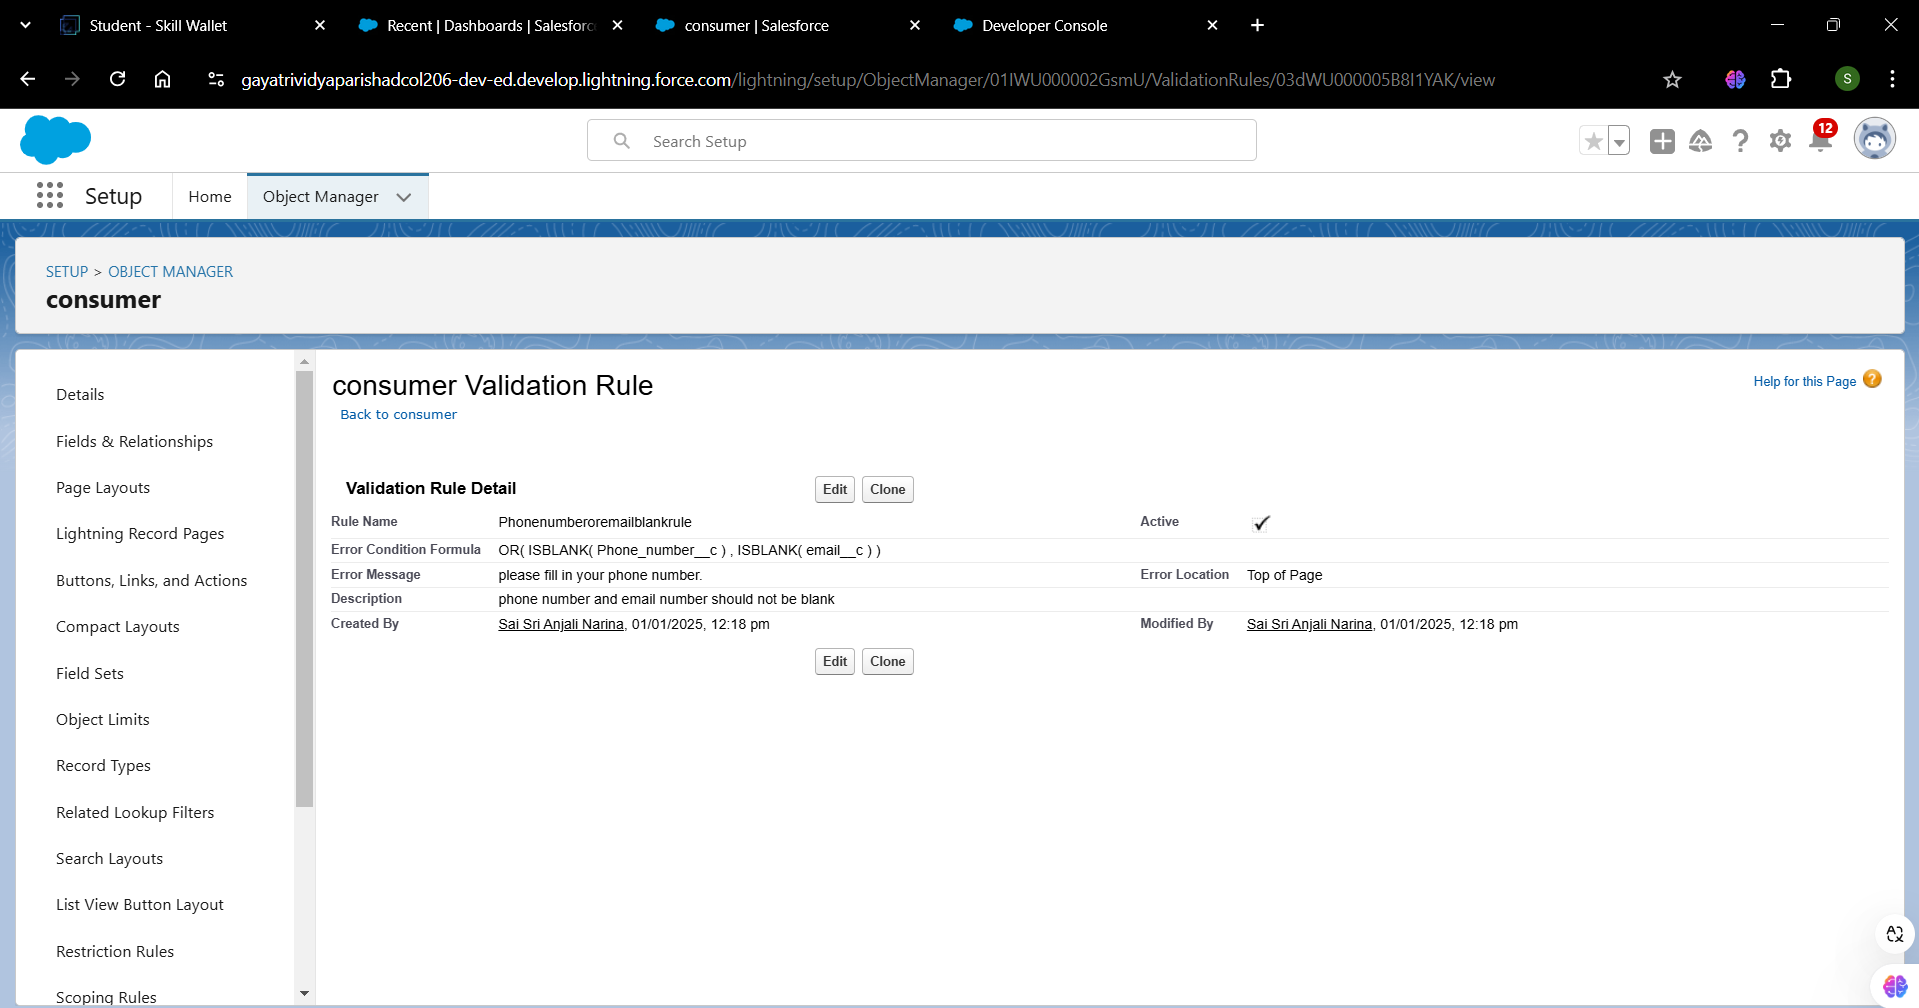 Student - Skill Wallet
Recent | Dashboards | Salesforc
consumer | Salesforce
Developer Console
gayatrividyaparishadcol206-dev-ed.develop.lightning.force.com/lightning/setup/ObjectManager/01IWU000002GsmU/ValidationRules/03dWU000005B8I1YAK/view
S
Search Setup
12
Setup
Home
Object Manager
SETUP > OBJECT MANAGER
consumer
Details
Fields & Relationships
Page Layouts
Lightning Record Pages
Buttons, Links, and Actions
Compact Layouts
Field Sets
Object Limits
Record Types
Related Lookup Filters
Search Layouts
List View Button Layout
Restriction Rules
Scoping Rules
consumer Validation Rule
Back to consumer
Help for this Page ?
Validation Rule Detail
Edit Clone
Rule Name Phonenumberoremailblankrule Active
Error Condition Formula OR( ISBLANK( Phone_number__c ) , ISBLANK( email__c ) )
Error Message please fill in your phone number. Error Location Top of Page
Description phone number and email number should not be blank
Created By Sai Sri Anjali Narina, 01/01/2025, 12:18 pm Modified By Sai Sri Anjali Narina, 01/01/2025, 12:18 pm
Edit Clone